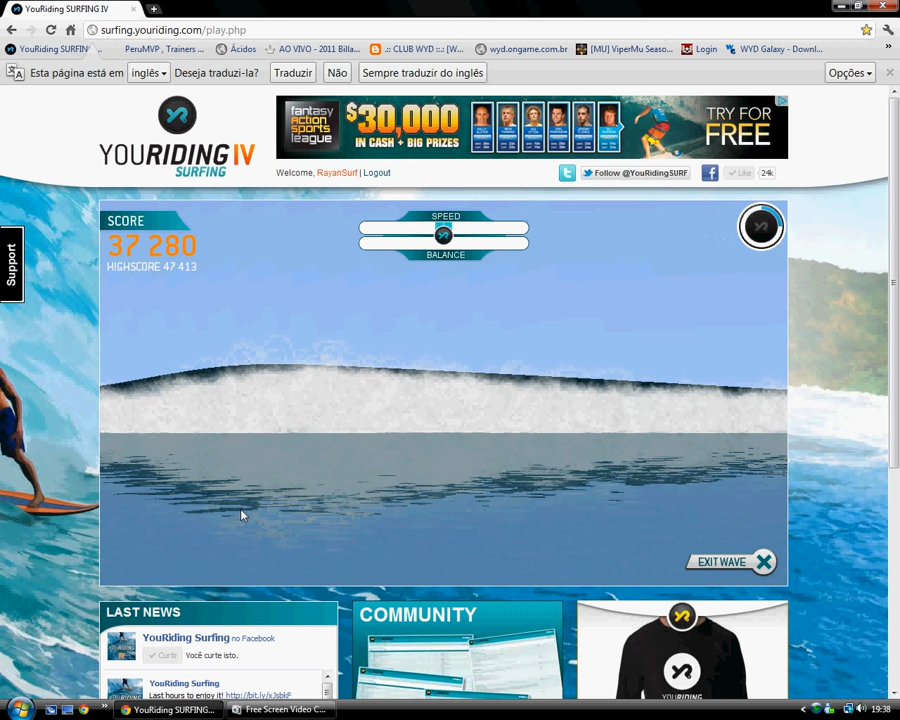 YouRiding SURFING IV
surfing.youriding.com/play.php
YouRiding SURFIN...
PeruMVP , Trainers ...
Ácidos
AO VIVO - 2011 Billa...
.:: CLUB WYD ::.[W...
wyd.ongame.com.br
[MU] ViperMu Seaso...
Login
WYD Galaxy - Downl...
Esta página está em
inglês
Deseja traduzi-la?
Traduzir
Não
Sempre traduzir do inglês
Opções
fantasy
action
sports
league
$30,000
IN CASH + BIG PRIZES
TRY FOR
FREE
YOURIDING IV
SURFING
Welcome, RayanSurf | Logout
Follow @YouRidingSURF
Like
24k
Support
SCORE
37 280
HIGHSCORE 47 413
SPEED
BALANCE
EXIT WAVE
LAST NEWS
YouRiding Surfing no Facebook
Curtir
Você curte isto.
YouRiding Surfing
Last hours to enjoy it! http://bit.ly/xJsbkF
COMMUNITY
YOURIDING
YouRiding SURFING...
Free Screen Video C...
19:38